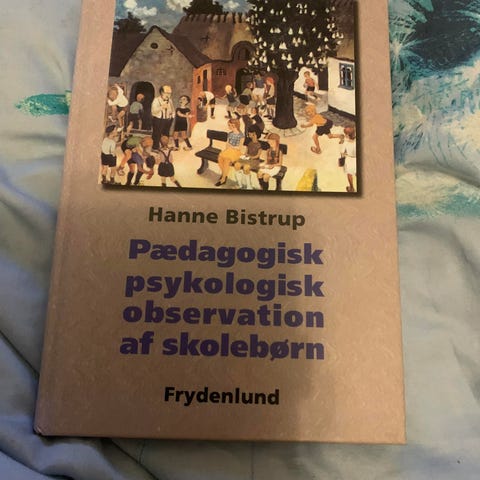 Hanne Bistrup
Pædagogisk
psykologisk
observation
af skolebørn
Frydenlund